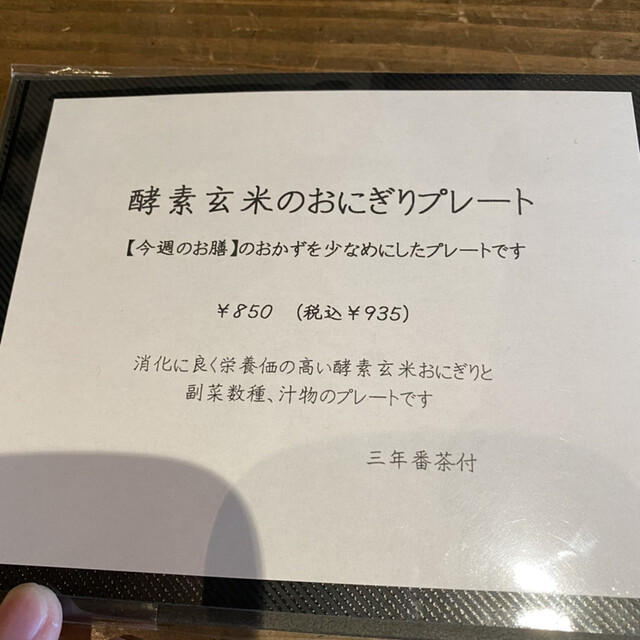 酵素玄米のおにぎりプレート
【今週のお膳】のおかずを少なめにしたプレートです
￥850 (税込￥935)
消化に良く栄養価の高い酵素玄米おにぎりと
副菜数種、汁物のプレートです
三年番茶付